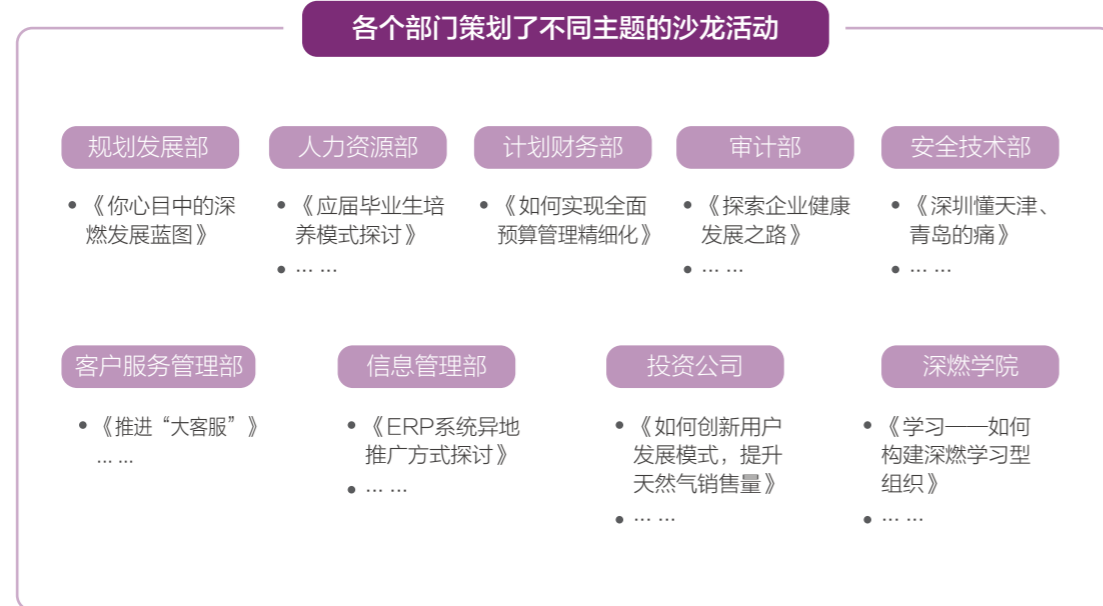 各个部门策划了不同主题的沙龙活动
规划发展部
•《你心目中的深
燃发展蓝图》
人力资源部
•《应届毕业生培
养模式探讨》
• … …
计划财务部
•《如何实现全面
预算管理精细化》
审计部
•《探索企业健康
发展之路》
• … …
安全技术部
•《深圳懂天津、
青岛的痛》
• … …
客户服务管理部
•《推进“大客服”》
… …
信息管理部
•《ERP系统异地
推广方式探讨》
• … …
投资公司
•《如何创新用户
发展模式，提升
天然气销售量》
• … …
深燃学院
•《学习——如何
构建深燃学习型
组织》
• … …